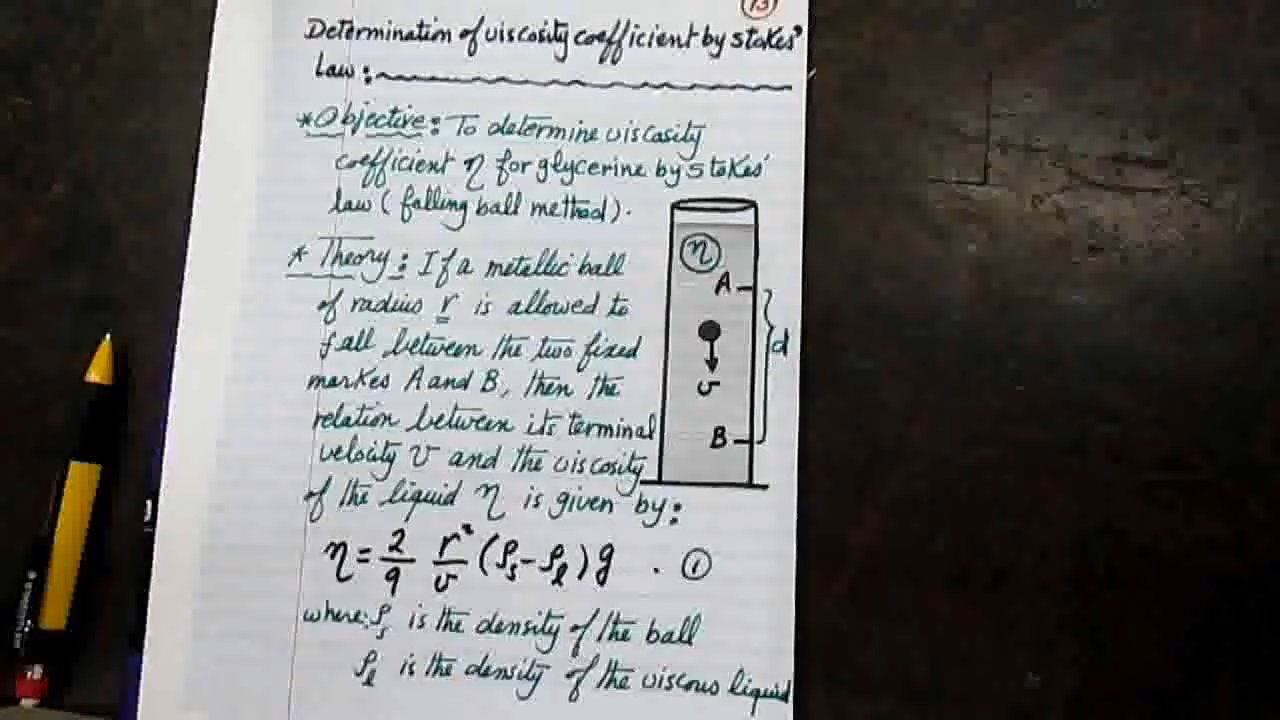 13
Determination of viscosity coefficient by stokes'
Law :
* Objective : To determine viscasity
coefficient η for glycerine by stokes'
law ( falling ball method ) .
* Theory : If a metallic ball
of radius r is allowed to
fall between the two fixed
markes A and B, then the
relation between its terminal
velocity v and the viscosity
of the liquid η is given by :
η = 2/9 r²/v (ρs - ρℓ) g . ①
where: ρs is the density of the ball
ρℓ is the density of the viscous liquid
η
A
d
v
B